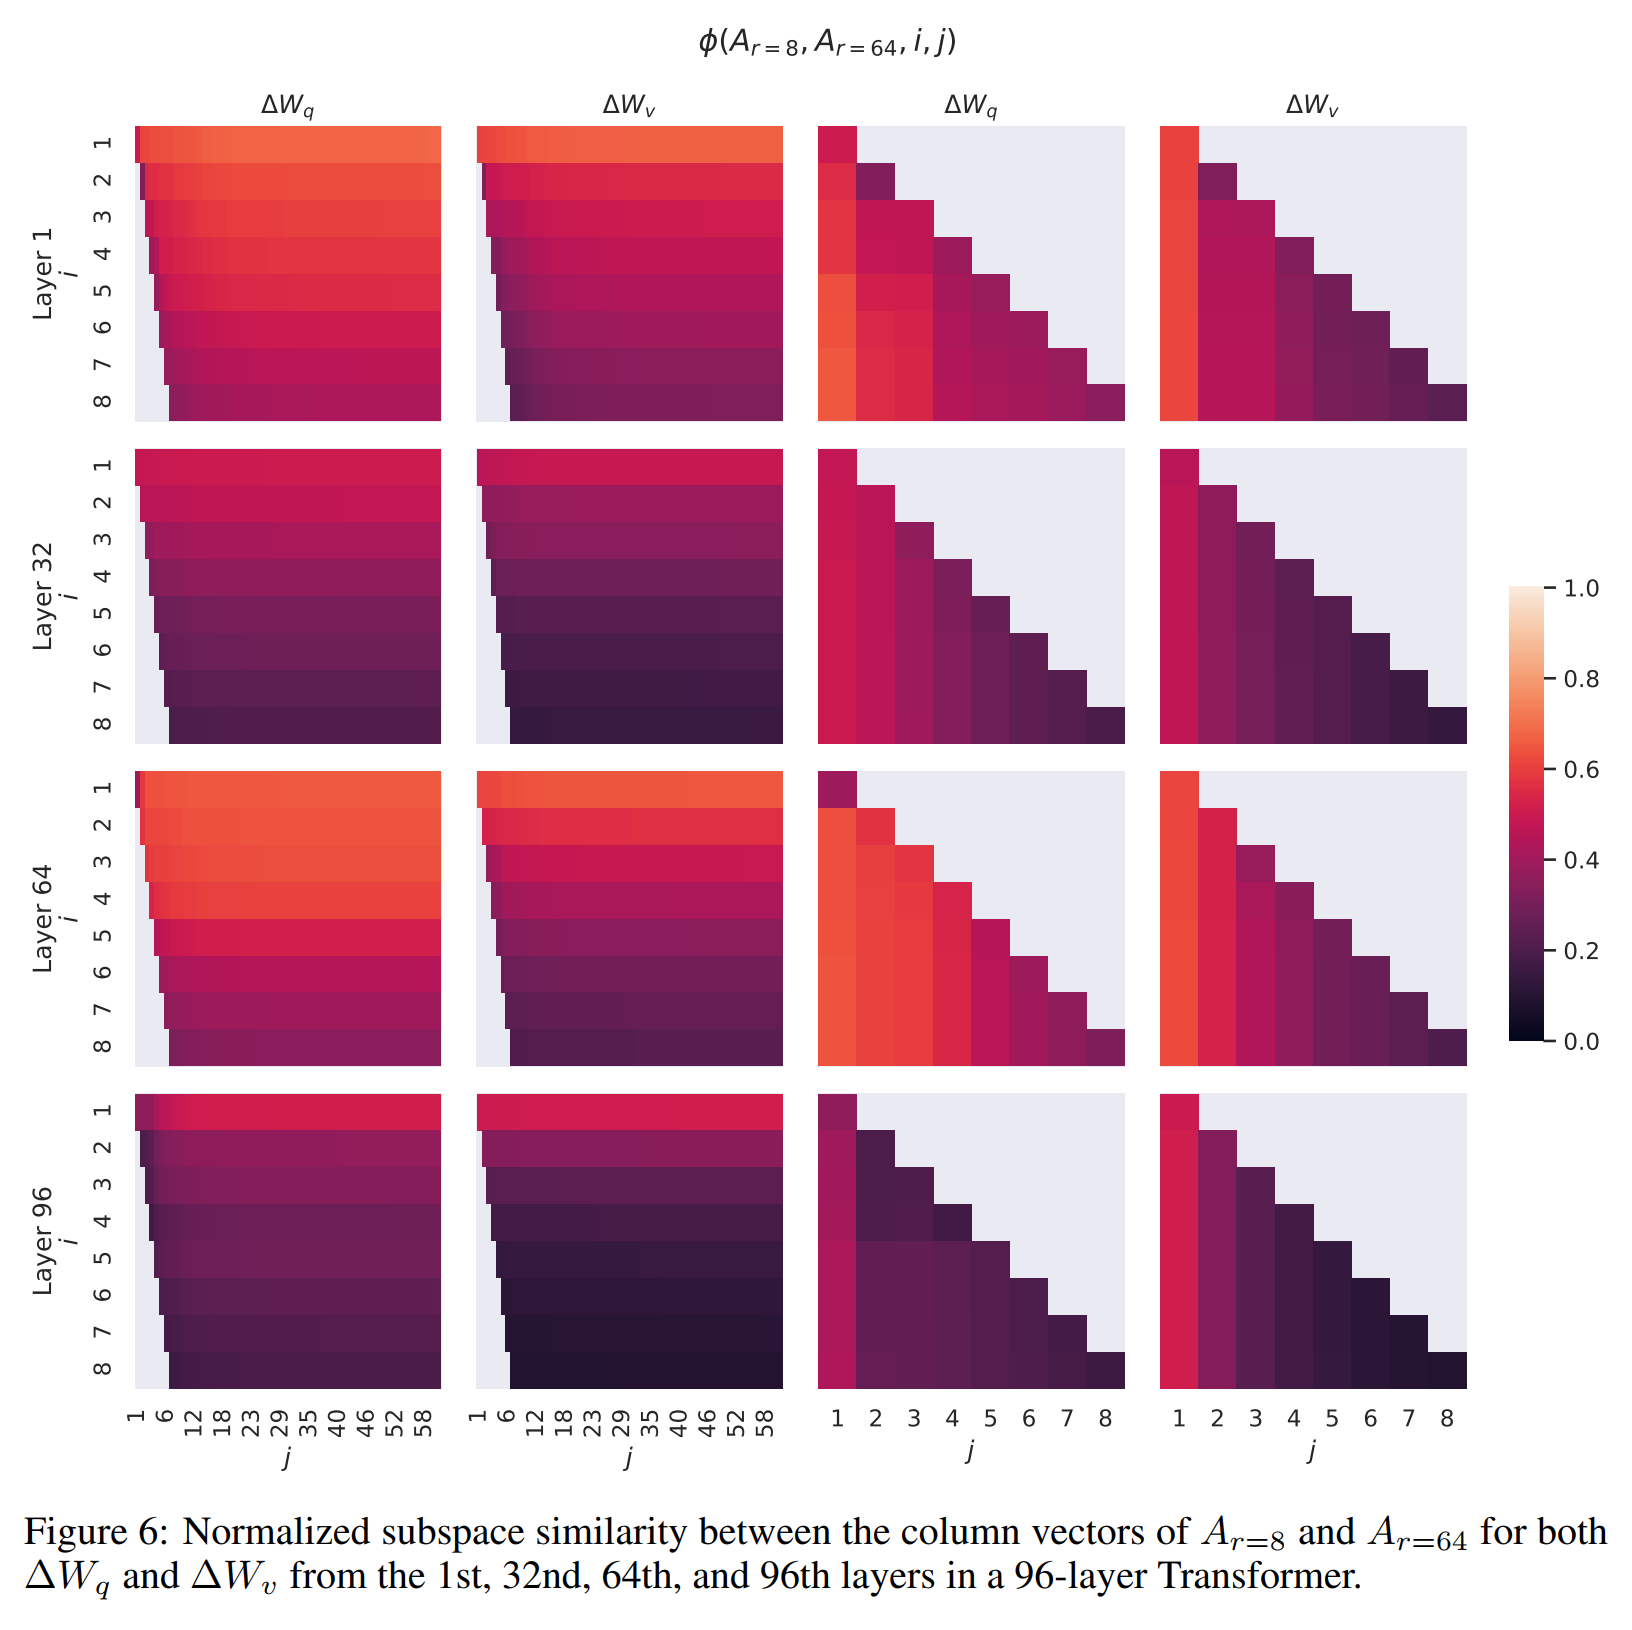 ϕ(A_{r=8}, A_{r=64}, i, j)
ΔW_q ΔW_v ΔW_q ΔW_v
Layer 1
i
1
2
3
4
5
6
7
8
Layer 32
i
1
2
3
4
5
6
7
8
Layer 64
i
1
2
3
4
5
6
7
8
Layer 96
i
1
2
3
4
5
6
7
8
1 6 12 18 23 29 35 40 46 52 58
j
1 6 12 18 23 29 35 40 46 52 58
j
1 2 3 4 5 6 7 8
j
1 2 3 4 5 6 7 8
j
1.0
0.8
0.6
0.4
0.2
0.0
Figure 6: Normalized subspace similarity between the column vectors of A_{r=8} and A_{r=64} for both
ΔW_q and ΔW_v from the 1st, 32nd, 64th, and 96th layers in a 96-layer Transformer.